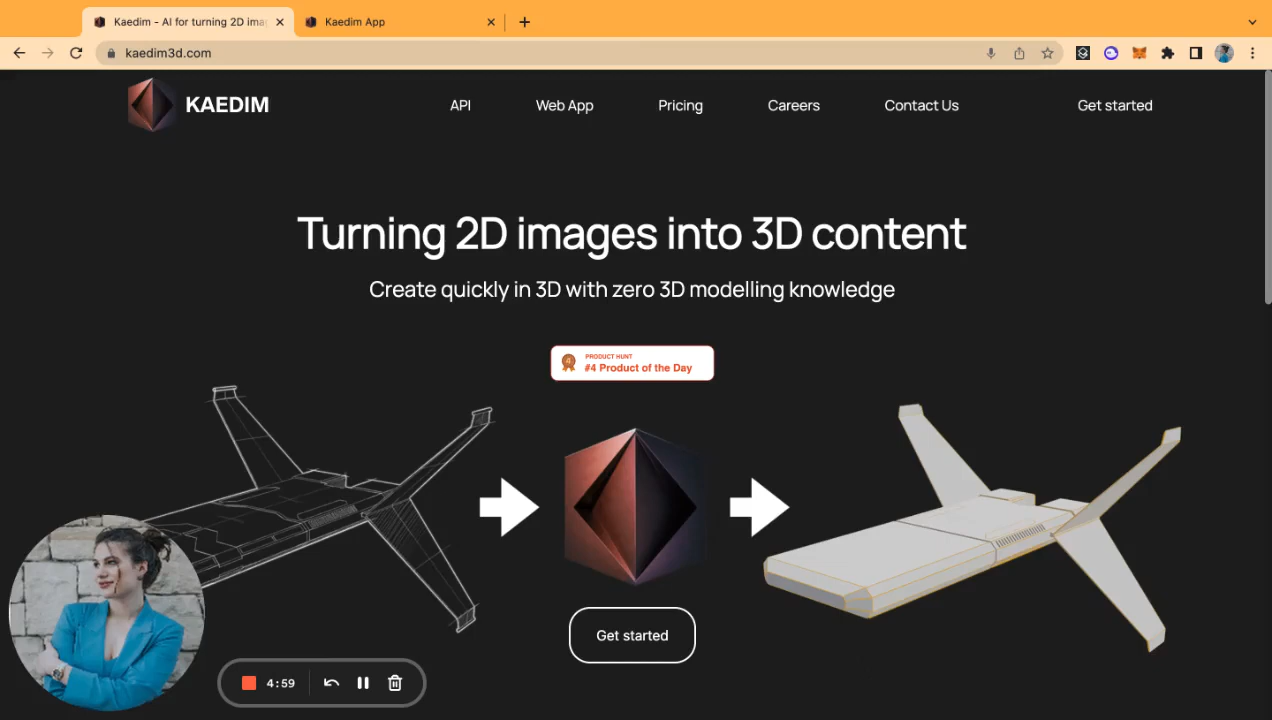 Kaedim - AI for turning 2D imag
Kaedim App
kaedim3d.com
KAEDIM
API
Web App
Pricing
Careers
Contact Us
Get started
Turning 2D images into 3D content
Create quickly in 3D with zero 3D modelling knowledge
4
PRODUCT HUNT
#4 Product of the Day
Get started
4:59